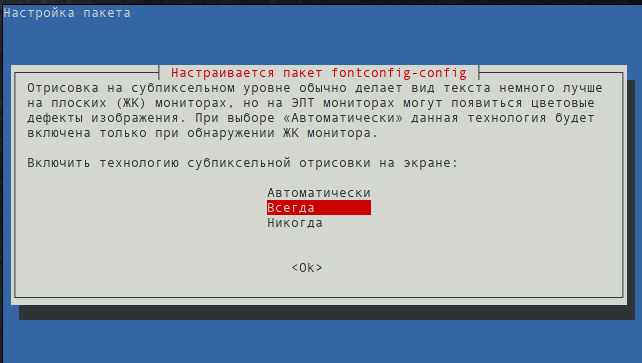 Настройка пакета
Настраивается пакет fontconfig-config
Отрисовка на субпиксельном уровне обычно делает вид текста немного лучше
на плоских (ЖК) мониторах, но на ЭЛТ мониторах могут появиться цветовые
дефекты изображения. При выборе «Автоматически» данная технология будет
включена только при обнаружении ЖК монитора.
Включить технологию субпиксельной отрисовки на экране:
Автоматически
Всегда
Никогда
<Ok>